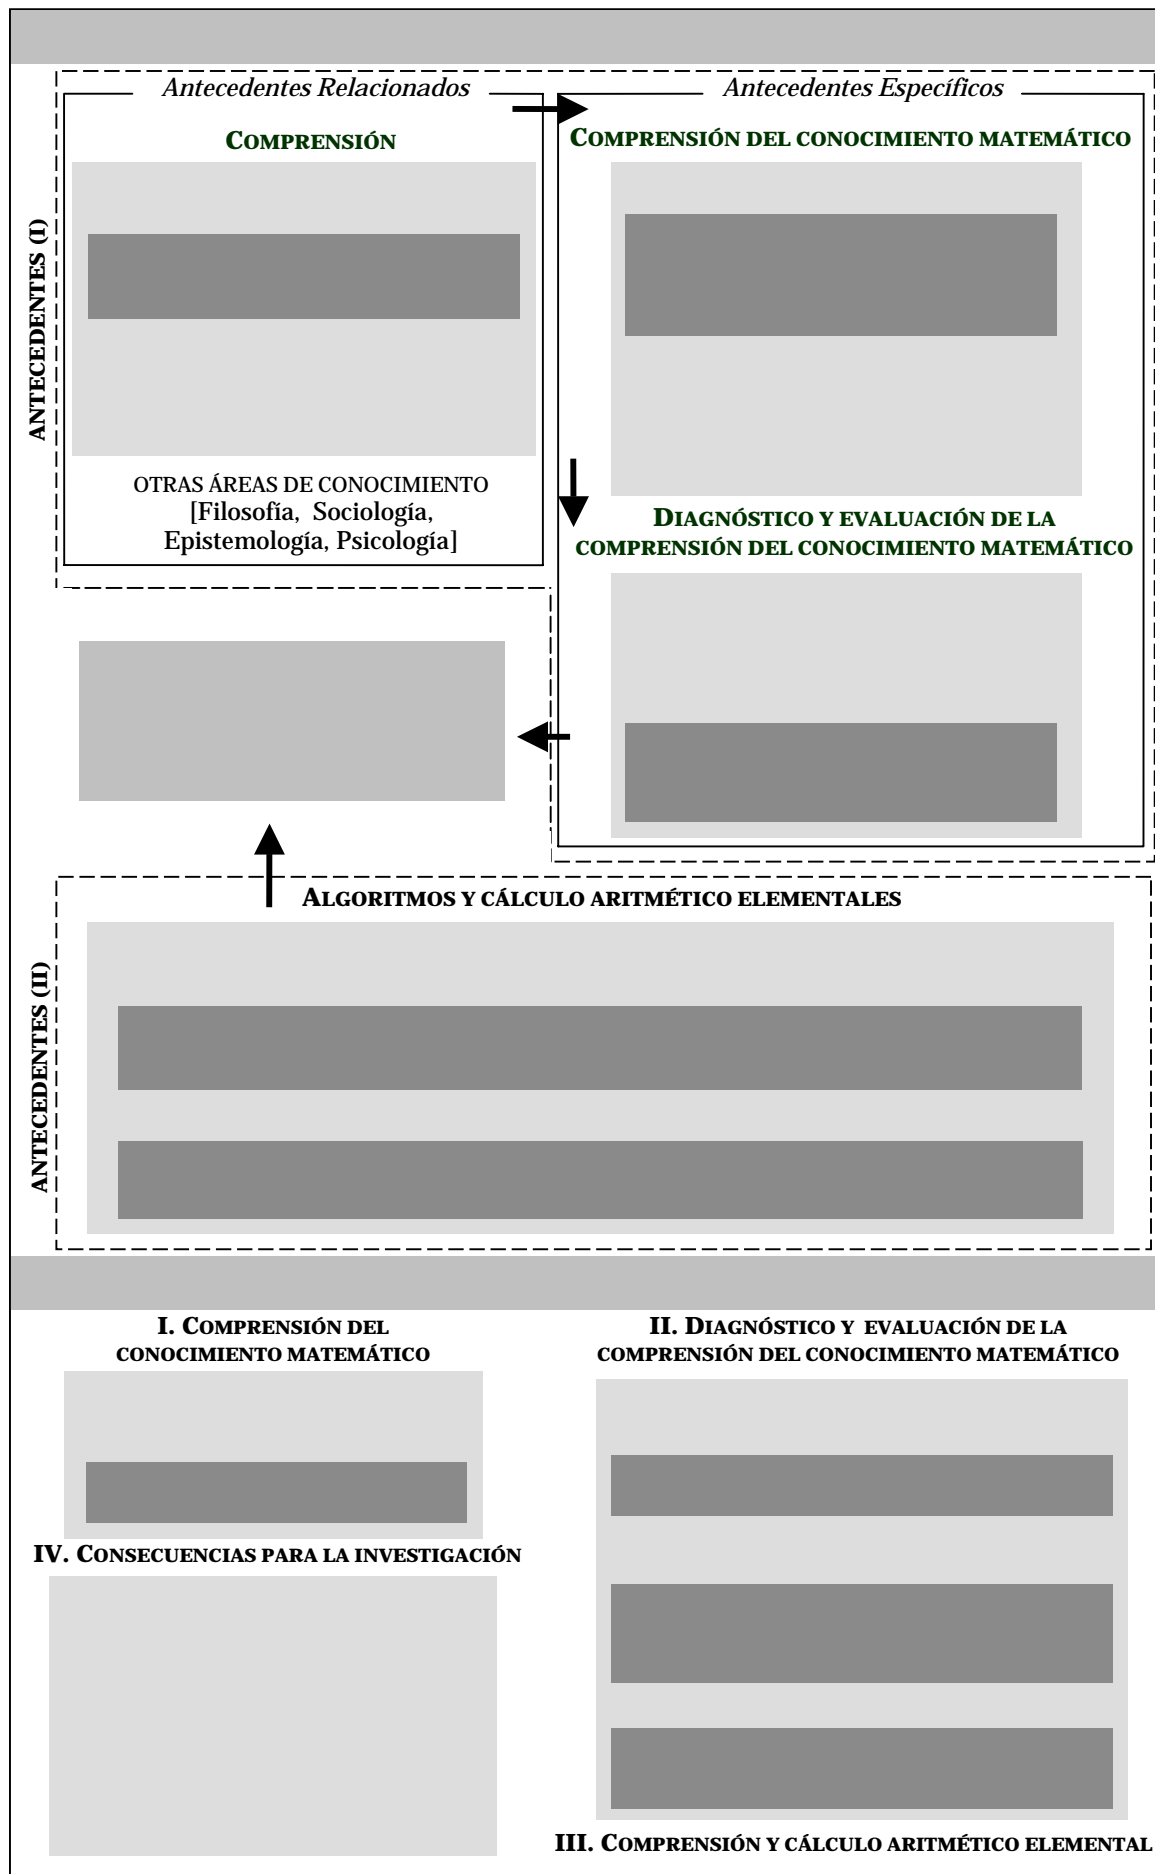 Antecedentes Relacionados
COMPRENSIÓN
OTRAS ÁREAS DE CONOCIMIENTO
[Filosofía, Sociología,
Epistemología, Psicología]
ANTECEDENTES (I)
Antecedentes Específicos
COMPRENSIÓN DEL CONOCIMIENTO MATEMÁTICO
DIAGNÓSTICO Y EVALUACIÓN DE LA
COMPRENSIÓN DEL CONOCIMIENTO MATEMÁTICO
ALGORITMOS Y CÁLCULO ARITMÉTICO ELEMENTALES
ANTECEDENTES (II)
I. COMPRENSIÓN DEL
CONOCIMIENTO MATEMÁTICO
II. DIAGNÓSTICO Y EVALUACIÓN DE LA
COMPRENSIÓN DEL CONOCIMIENTO MATEMÁTICO
IV. CONSECUENCIAS PARA LA INVESTIGACIÓN
III. COMPRENSIÓN Y CÁLCULO ARITMÉTICO ELEMENTAL